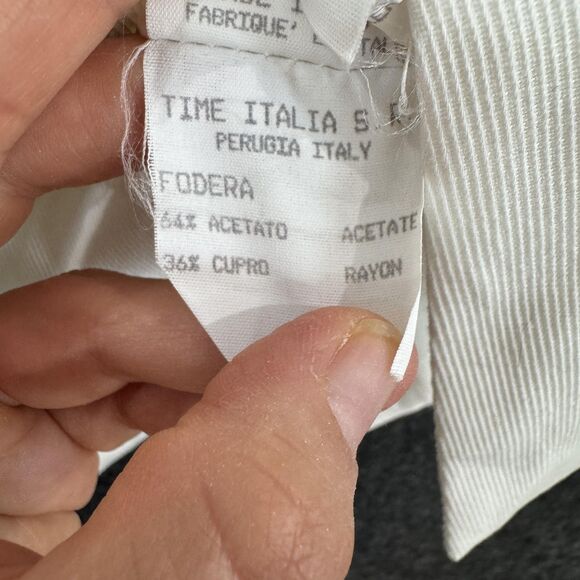 FABRIQUE'
TIME ITALIA S.R
PERUGIA ITALY
FODERA
64% ACETATO ACETATE
36% CUPRO RAYON